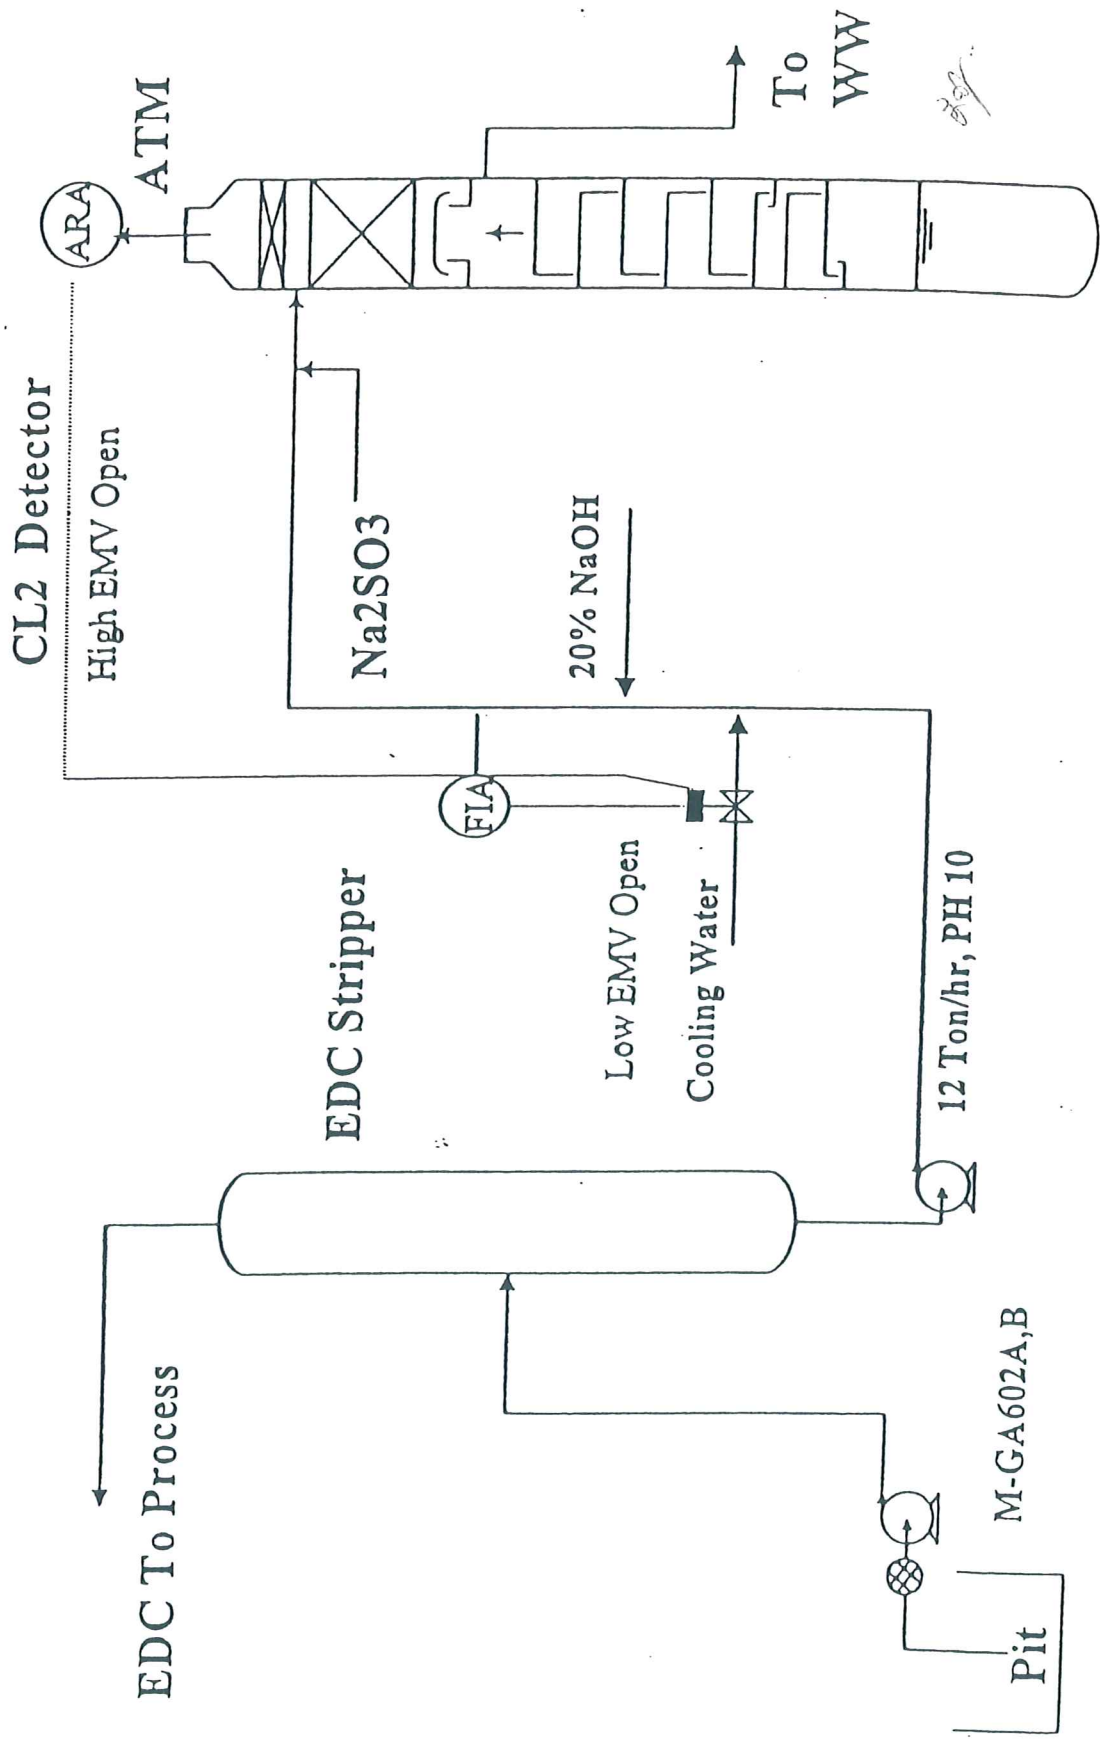 CL2 Detector
High EMV Open
ARA
ATM
To
WW
Na2SO3
20% NaOH
FIA
EDC Stripper
Low EMV Open
Cooling Water
12 Ton/hr, PH 10
EDC To Process
M-GA602A,B
Pit